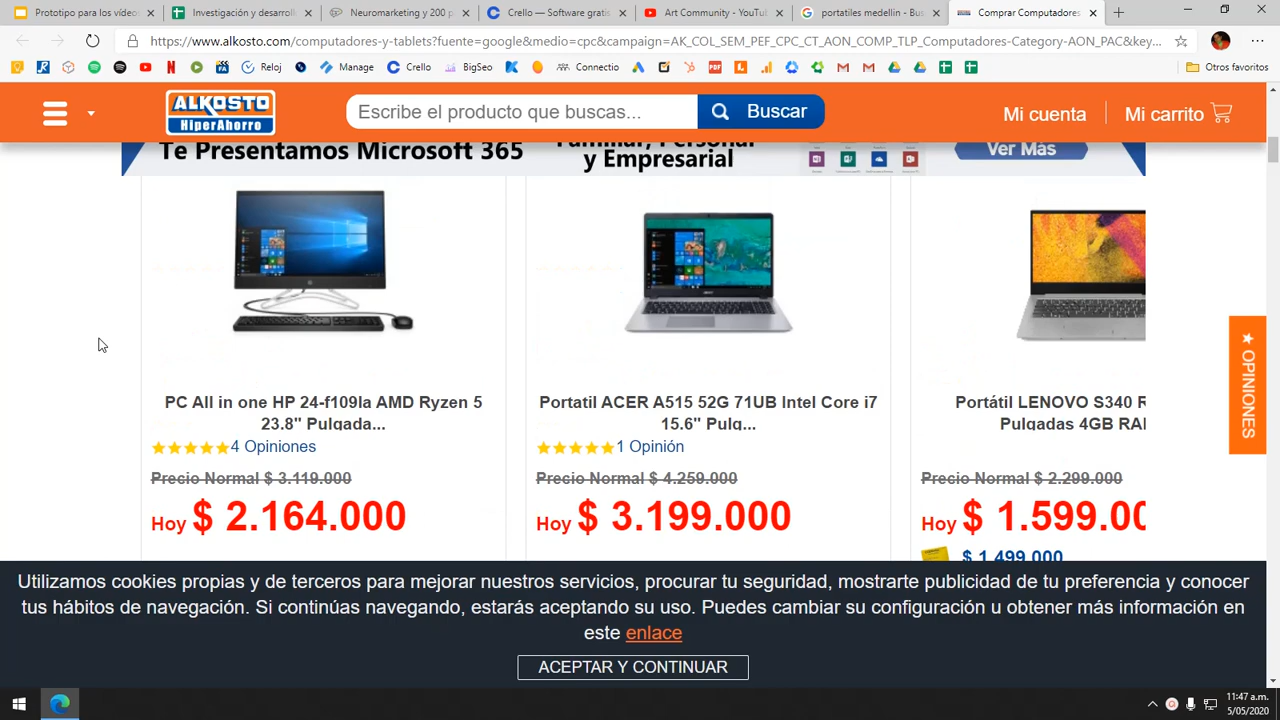 Prototipo para los videos
Investigación y desarroll
Neuromarketing y 200 p
Crello — Software gratis
Art Community - YouTu
portatiles medellín - Bus
Comprar Computadores
https://www.alkosto.com/computadores-y-tablets?fuente=google&medio=cpc&campaign=AK_COL_SEM_PEF_CPC_CT_AON_COMP_TLP_Computadores-Category-AON_PAC&key...
Reloj
Manage
Crello
BigSeo
Connectio
Otros favoritos
ALKOSTO
HiperAhorro
Escribe el producto que buscas...
Buscar
Mi cuenta
Mi carrito
Te Presentamos Microsoft 365
Familiar, Personal
y Empresarial
Ver Más
PC All in one HP 24-f109la AMD Ryzen 5
23.8" Pulgada...
4 Opiniones
Precio Normal $ 3.119.000
Hoy $ 2.164.000
Portatil ACER A515 52G 71UB Intel Core i7
15.6" Pulg...
1 Opinión
Precio Normal $ 4.259.000
Hoy $ 3.199.000
Portátil LENOVO S340 R
Pulgadas 4GB RAI
Precio Normal $ 2.299.000
Hoy $ 1.599.00
$ 1.499.000
★ OPINIONES
Utilizamos cookies propias y de terceros para mejorar nuestros servicios, procurar tu seguridad, mostrarte publicidad de tu preferencia y conocer
tus hábitos de navegación. Si continúas navegando, estarás aceptando su uso. Puedes cambiar su configuración u obtener más información en
este enlace
ACEPTAR Y CONTINUAR
11:47 a.m.
5/05/2020